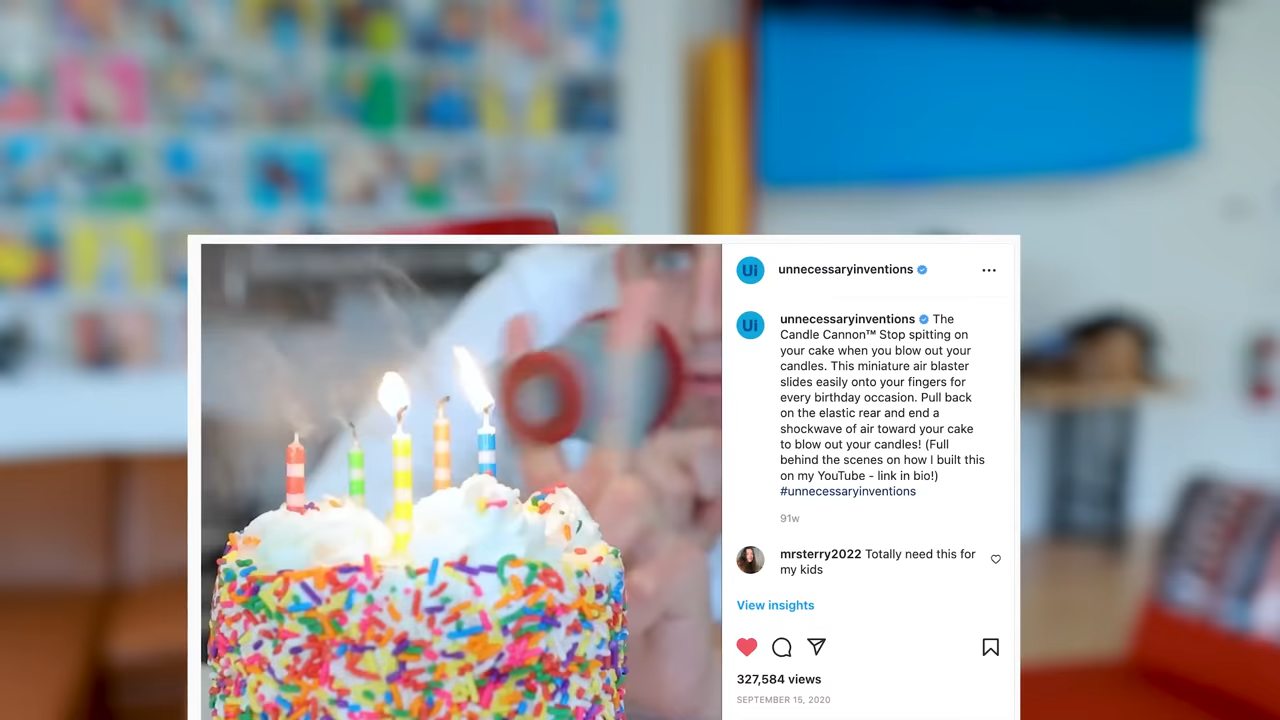 Ui unnecessaryinventions
Ui unnecessaryinventions The
Candle Cannon™ Stop spitting on
your cake when you blow out your
candles. This miniature air blaster
slides easily onto your fingers for
every birthday occasion. Pull back
on the elastic rear and end a
shockwave of air toward your cake
to blow out your candles! (Full
behind the scenes on how I built this
on my YouTube - link in bio!)
#unnecessaryinventions
91w
mrsterry2022 Totally need this for
my kids
View insights
327,584 views
SEPTEMBER 15, 2020